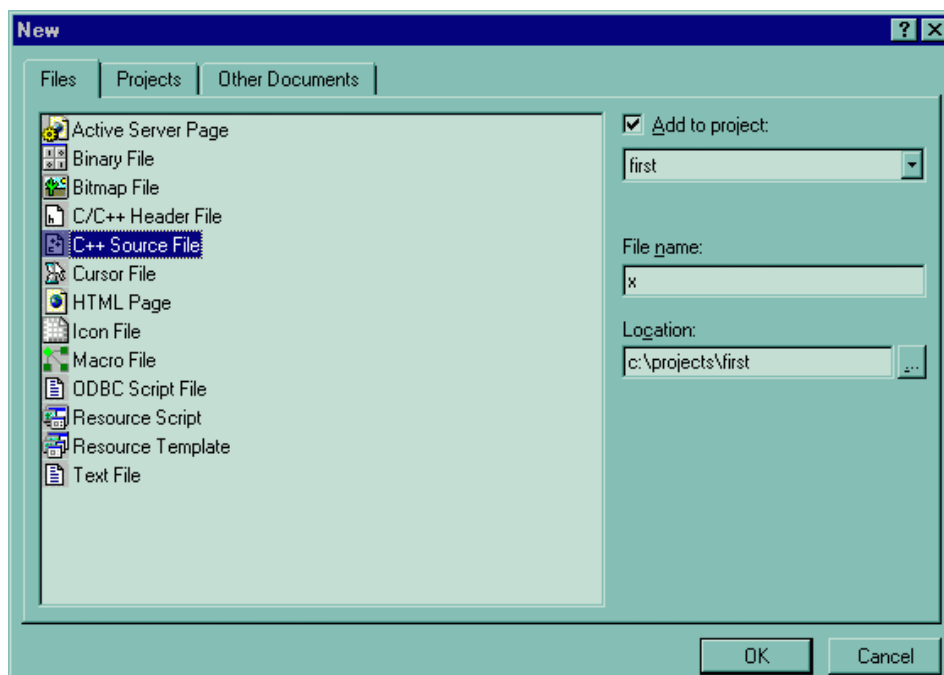 New
Files Projects Other Documents
Active Server Page
Binary File
Bitmap File
C/C++ Header File
C++ Source File
Cursor File
HTML Page
Icon File
Macro File
ODBC Script File
Resource Script
Resource Template
Text File
Add to project:
first
File name:
x
Location:
c:\projects\first
...
OK Cancel